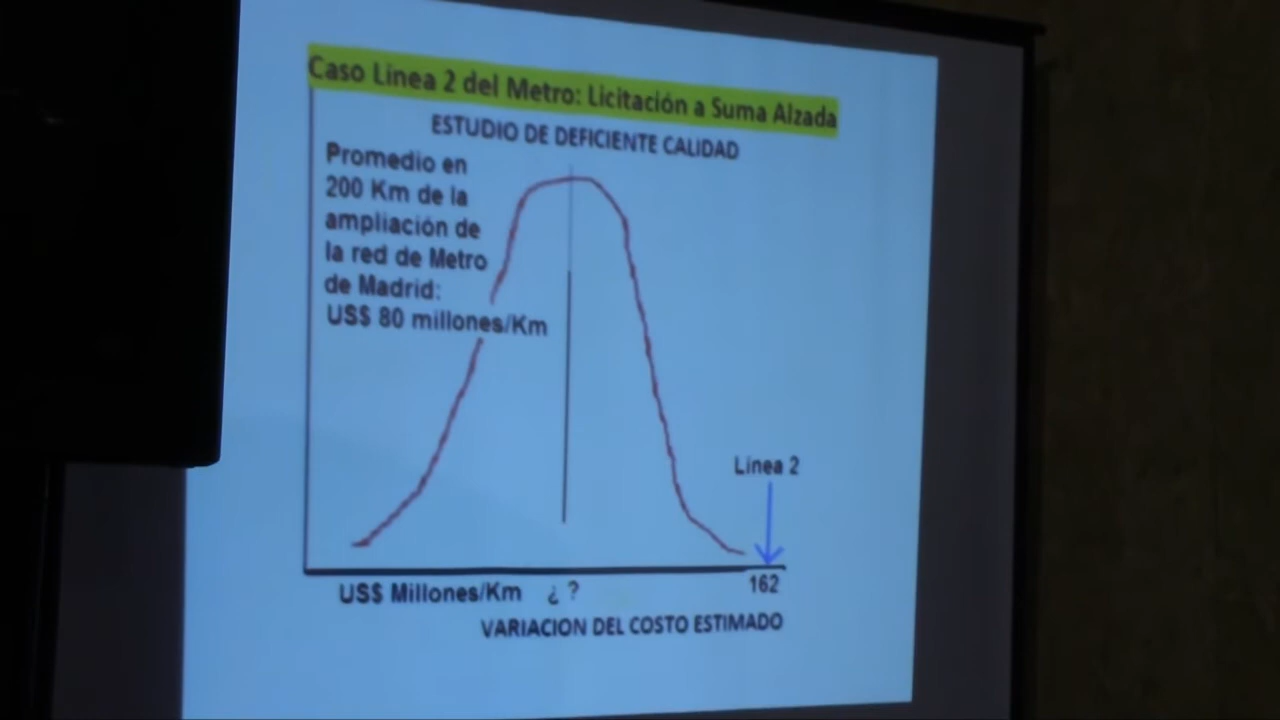 Caso Linea 2 del Metro: Licitación a Suma Alzada
ESTUDIO DE DEFICIENTE CALIDAD
Promedio en
200 Km de la
ampliación de
la red de Metro
de Madrid:
US$ 80 millones/Km
Linea 2
162
US$ Millones/Km ¿ ?
VARIACION DEL COSTO ESTIMADO